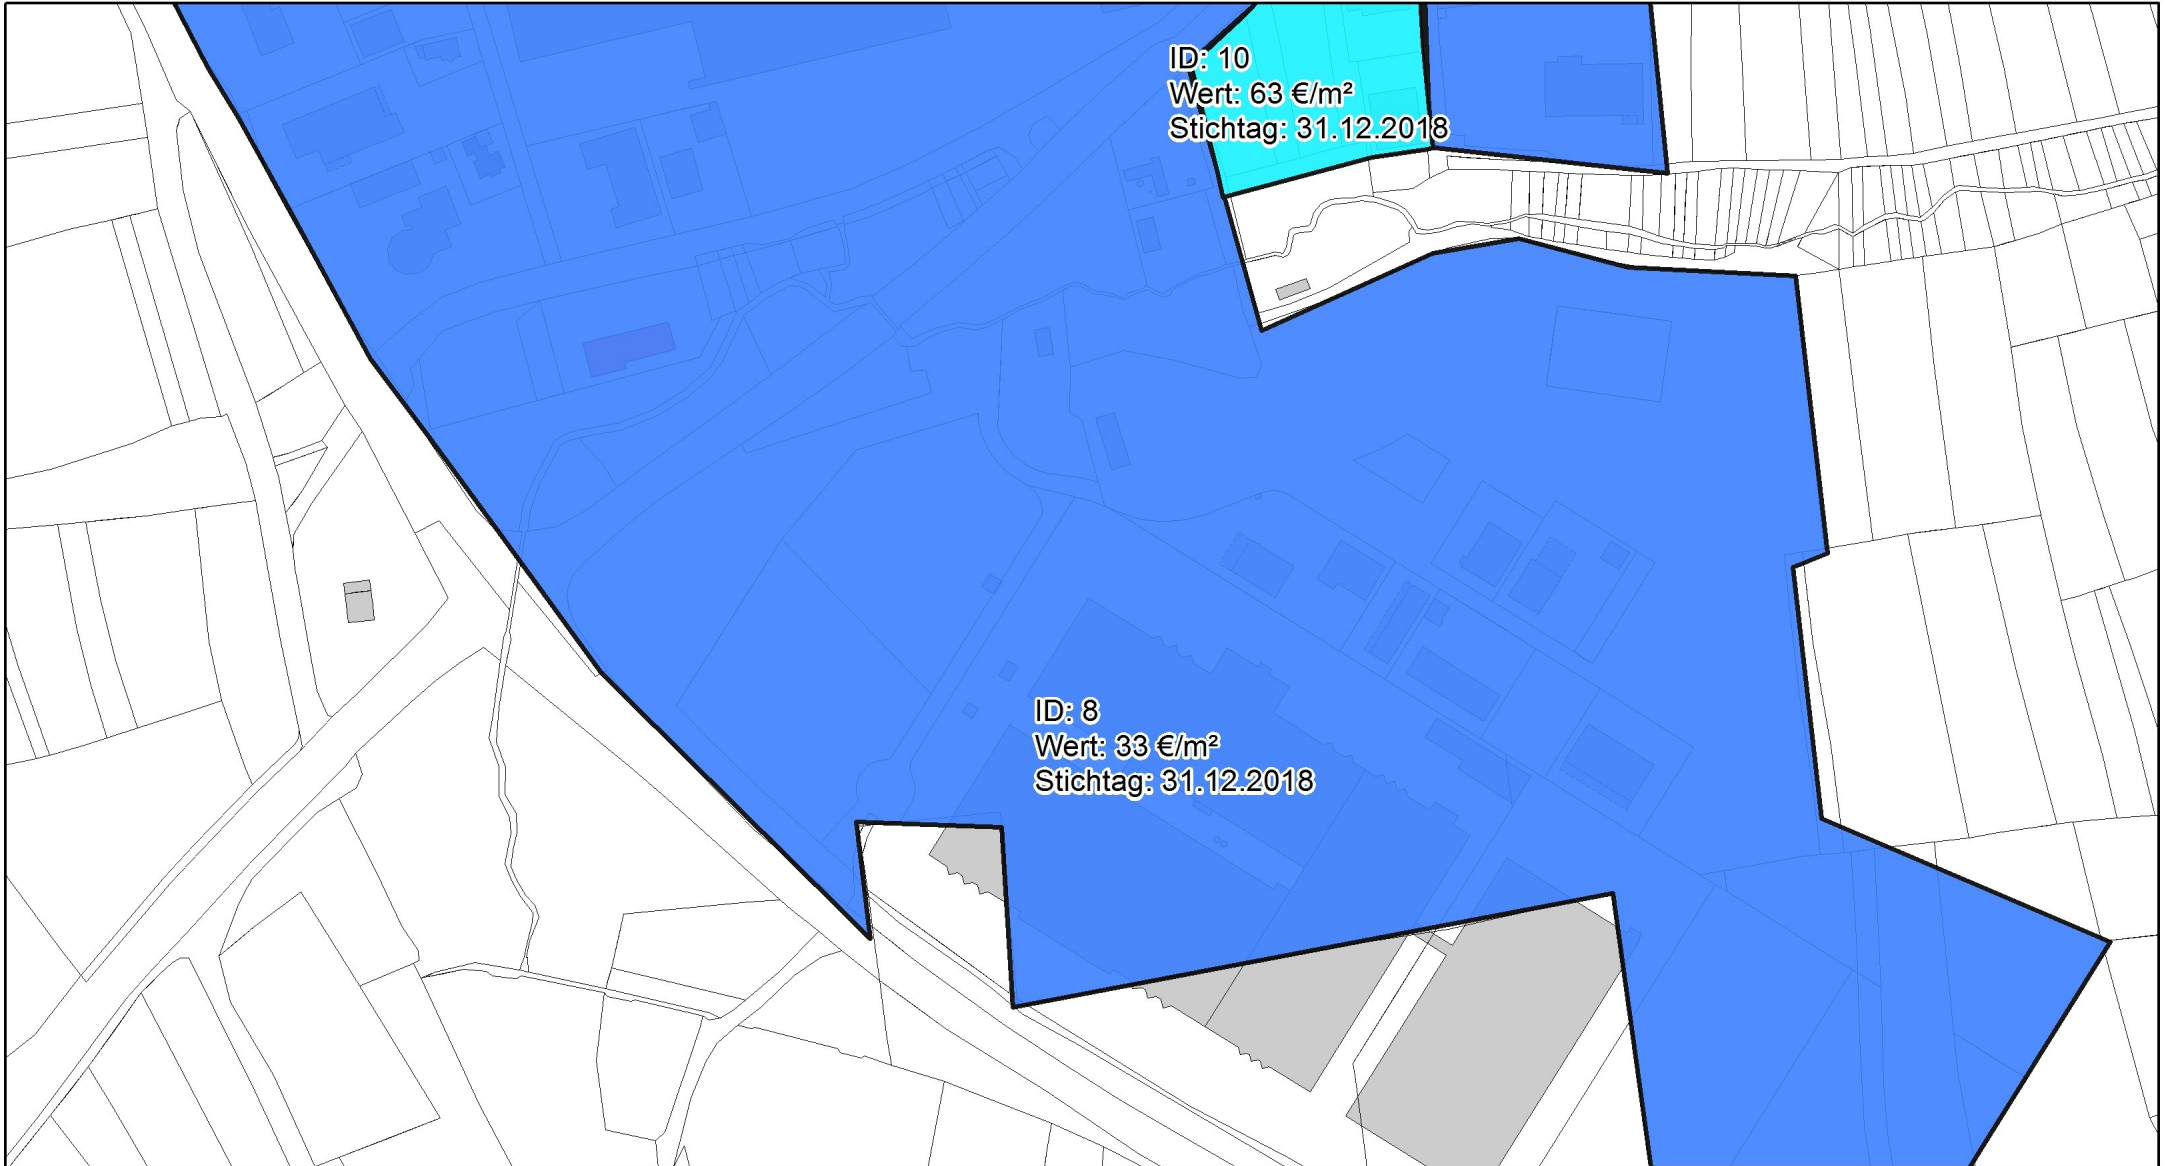 ID: 10
Wert: 63 €/m²
Stichtag: 31.12.2018
ID: 8
Wert: 33 €/m²
Stichtag: 31.12.2018